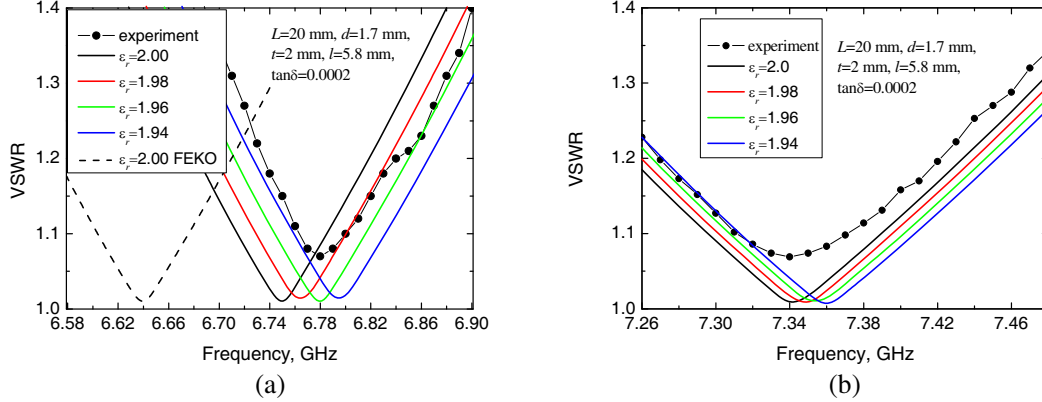 1.4
1.3
1.2
1.1
1.0
VSWR
experiment
εr=2.00
εr=1.98
εr=1.96
εr=1.94
εr=2.00 FEKO
L=20 mm, d=1.7 mm,
t=2 mm, l=5.8 mm,
tanδ=0.0002
6.58 6.62 6.66 6.70 6.74 6.78 6.82 6.86 6.90
Frequency, GHz
(a)
1.4
1.3
1.2
1.1
1.0
VSWR
experiment
εr=2.0
εr=1.98
εr=1.96
εr=1.94
L=20 mm, d=1.7 mm,
t=2 mm, l=5.8 mm,
tanδ=0.0002
7.26 7.30 7.34 7.38 7.42 7.46
Frequency, GHz
(b)